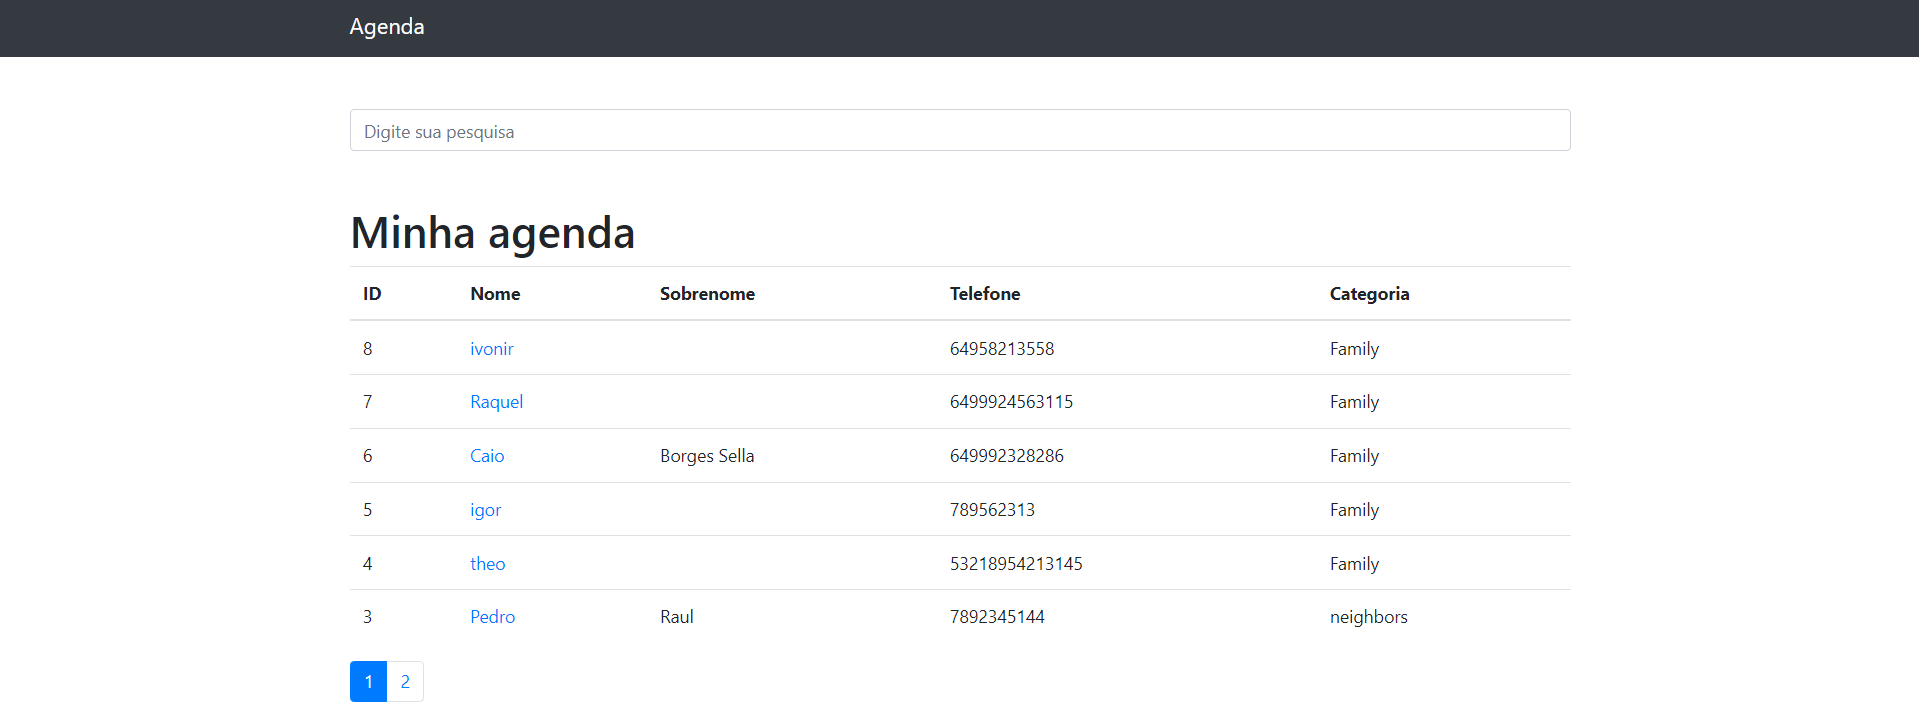 Agenda
Digite sua pesquisa
Minha agenda
ID Nome Sobrenome Telefone Categoria
8 ivonir 64958213558 Family
7 Raquel 6499924563115 Family
6 Caio Borges Sella 649992328286 Family
5 igor 789562313 Family
4 theo 53218954213145 Family
3 Pedro Raul 7892345144 neighbors
1 2